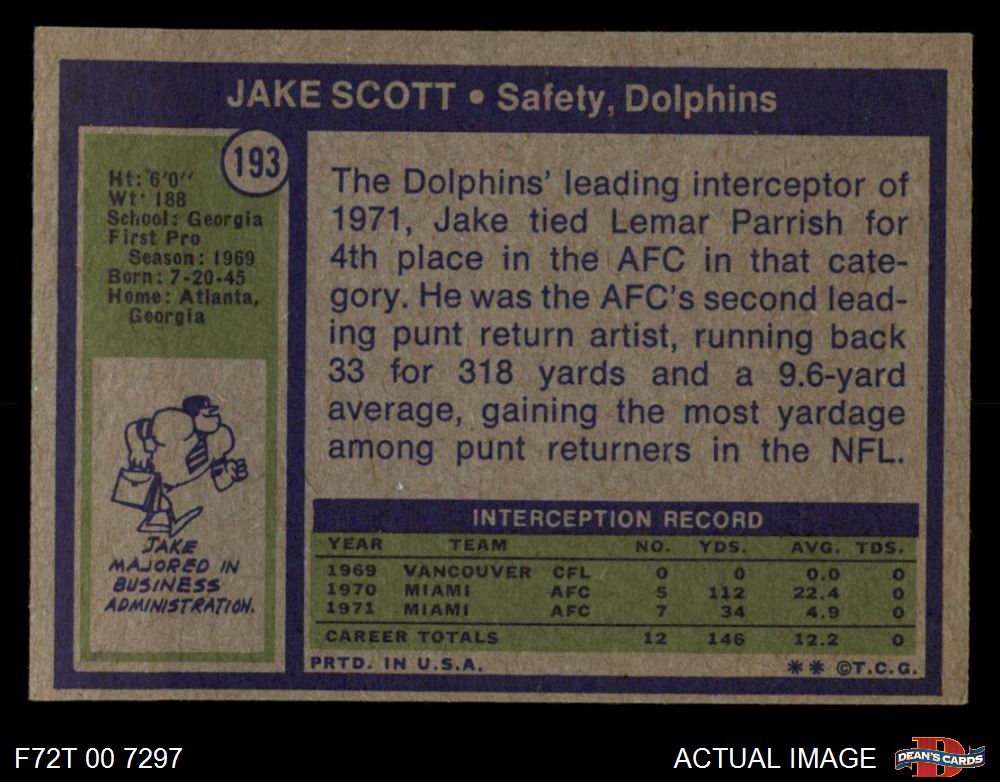 JAKE SCOTT • Safety, Dolphins
193
Ht: 6'0''
Wt: 188
School: Georgia
First Pro
Season: 1969
Born: 7-20-45
Home: Atlanta,
Georgia
JAKE
MAJORED IN
BUSINESS
ADMINISTRATION.
The Dolphins' leading interceptor of
1971, Jake tied Lemar Parrish for
4th place in the AFC in that cate-
gory. He was the AFC's second lead-
ing punt return artist, running back
33 for 318 yards and a 9.6-yard
average, gaining the most yardage
among punt returners in the NFL.
INTERCEPTION RECORD
YEAR TEAM NO. YDS. AVG. TDS.
1969 VANCOUVER CFL 0 0 0.0 0
1970 MIAMI AFC 5 112 22.4 0
1971 MIAMI AFC 7 34 4.9 0
CAREER TOTALS 12 146 12.2 0
PRTD. IN U.S.A. ** ©T.C.G.
F72T 00 7297
ACTUAL IMAGE
D
DEAN'S CARDS